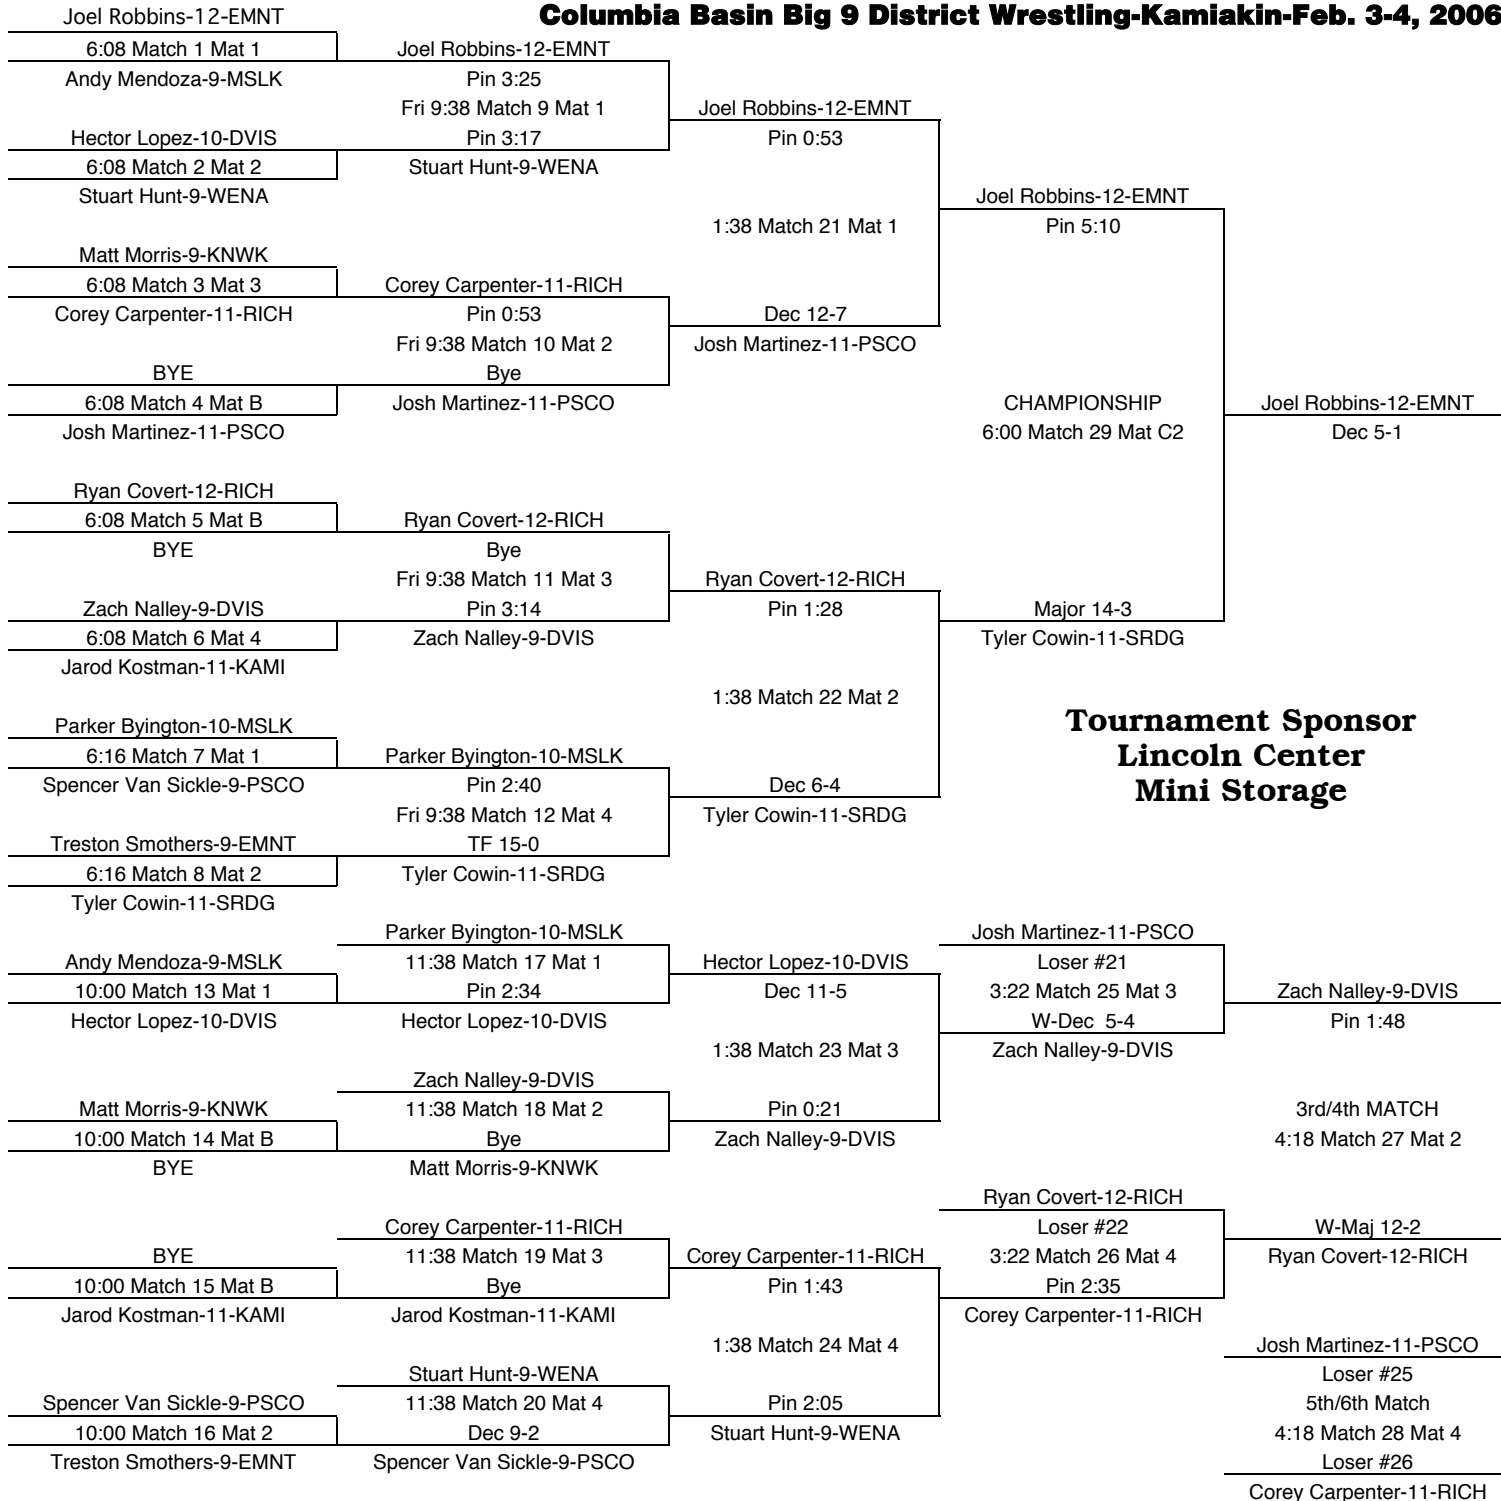 Columbia Basin Big 9 District Wrestling-Kamiakin-Feb. 3-4, 2006
Joel Robbins-12-EMNT
6:08 Match 1 Mat 1
Andy Mendoza-9-MSLK
Hector Lopez-10-DVIS
6:08 Match 2 Mat 2
Stuart Hunt-9-WENA
Matt Morris-9-KNWK
6:08 Match 3 Mat 3
Corey Carpenter-11-RICH
BYE
6:08 Match 4 Mat B
Josh Martinez-11-PSCO
Ryan Covert-12-RICH
6:08 Match 5 Mat B
BYE
Zach Nalley-9-DVIS
6:08 Match 6 Mat 4
Jarod Kostman-11-KAMI
Parker Byington-10-MSLK
6:16 Match 7 Mat 1
Spencer Van Sickle-9-PSCO
Treston Smothers-9-EMNT
6:16 Match 8 Mat 2
Tyler Cowin-11-SRDG
Joel Robbins-12-EMNT
Pin 3:25
Fri 9:38 Match 9 Mat 1
Pin 3:17
Stuart Hunt-9-WENA
Corey Carpenter-11-RICH
Pin 0:53
Fri 9:38 Match 10 Mat 2
Bye
Josh Martinez-11-PSCO
Ryan Covert-12-RICH
Bye
Fri 9:38 Match 11 Mat 3
Pin 3:14
Zach Nalley-9-DVIS
Parker Byington-10-MSLK
Pin 2:40
Fri 9:38 Match 12 Mat 4
TF 15-0
Tyler Cowin-11-SRDG
Joel Robbins-12-EMNT
Pin 0:53
1:38 Match 21 Mat 1
Dec 12-7
Josh Martinez-11-PSCO
Ryan Covert-12-RICH
Pin 1:28
1:38 Match 22 Mat 2
Dec 6-4
Tyler Cowin-11-SRDG
Joel Robbins-12-EMNT
Pin 5:10
CHAMPIONSHIP
6:00 Match 29 Mat C2
Major 14-3
Tyler Cowin-11-SRDG
Joel Robbins-12-EMNT
Dec 5-1
Tournament Sponsor
Lincoln Center
Mini Storage
Andy Mendoza-9-MSLK
10:00 Match 13 Mat 1
Hector Lopez-10-DVIS
Matt Morris-9-KNWK
10:00 Match 14 Mat B
BYE
BYE
10:00 Match 15 Mat B
Jarod Kostman-11-KAMI
Spencer Van Sickle-9-PSCO
10:00 Match 16 Mat 2
Treston Smothers-9-EMNT
Parker Byington-10-MSLK
11:38 Match 17 Mat 1
Pin 2:34
Hector Lopez-10-DVIS
Zach Nalley-9-DVIS
11:38 Match 18 Mat 2
Bye
Matt Morris-9-KNWK
Corey Carpenter-11-RICH
11:38 Match 19 Mat 3
Bye
Jarod Kostman-11-KAMI
Stuart Hunt-9-WENA
11:38 Match 20 Mat 4
Dec 9-2
Spencer Van Sickle-9-PSCO
Hector Lopez-10-DVIS
Dec 11-5
1:38 Match 23 Mat 3
Pin 0:21
Zach Nalley-9-DVIS
Corey Carpenter-11-RICH
Pin 1:43
1:38 Match 24 Mat 4
Pin 2:05
Stuart Hunt-9-WENA
Josh Martinez-11-PSCO
Loser #21
3:22 Match 25 Mat 3
W-Dec 5-4
Zach Nalley-9-DVIS
Ryan Covert-12-RICH
Loser #22
3:22 Match 26 Mat 4
Pin 2:35
Corey Carpenter-11-RICH
Zach Nalley-9-DVIS
Pin 1:48
3rd/4th MATCH
4:18 Match 27 Mat 2
W-Maj 12-2
Ryan Covert-12-RICH
Josh Martinez-11-PSCO
Loser #25
5th/6th Match
4:18 Match 28 Mat 4
Loser #26
Corey Carpenter-11-RICH